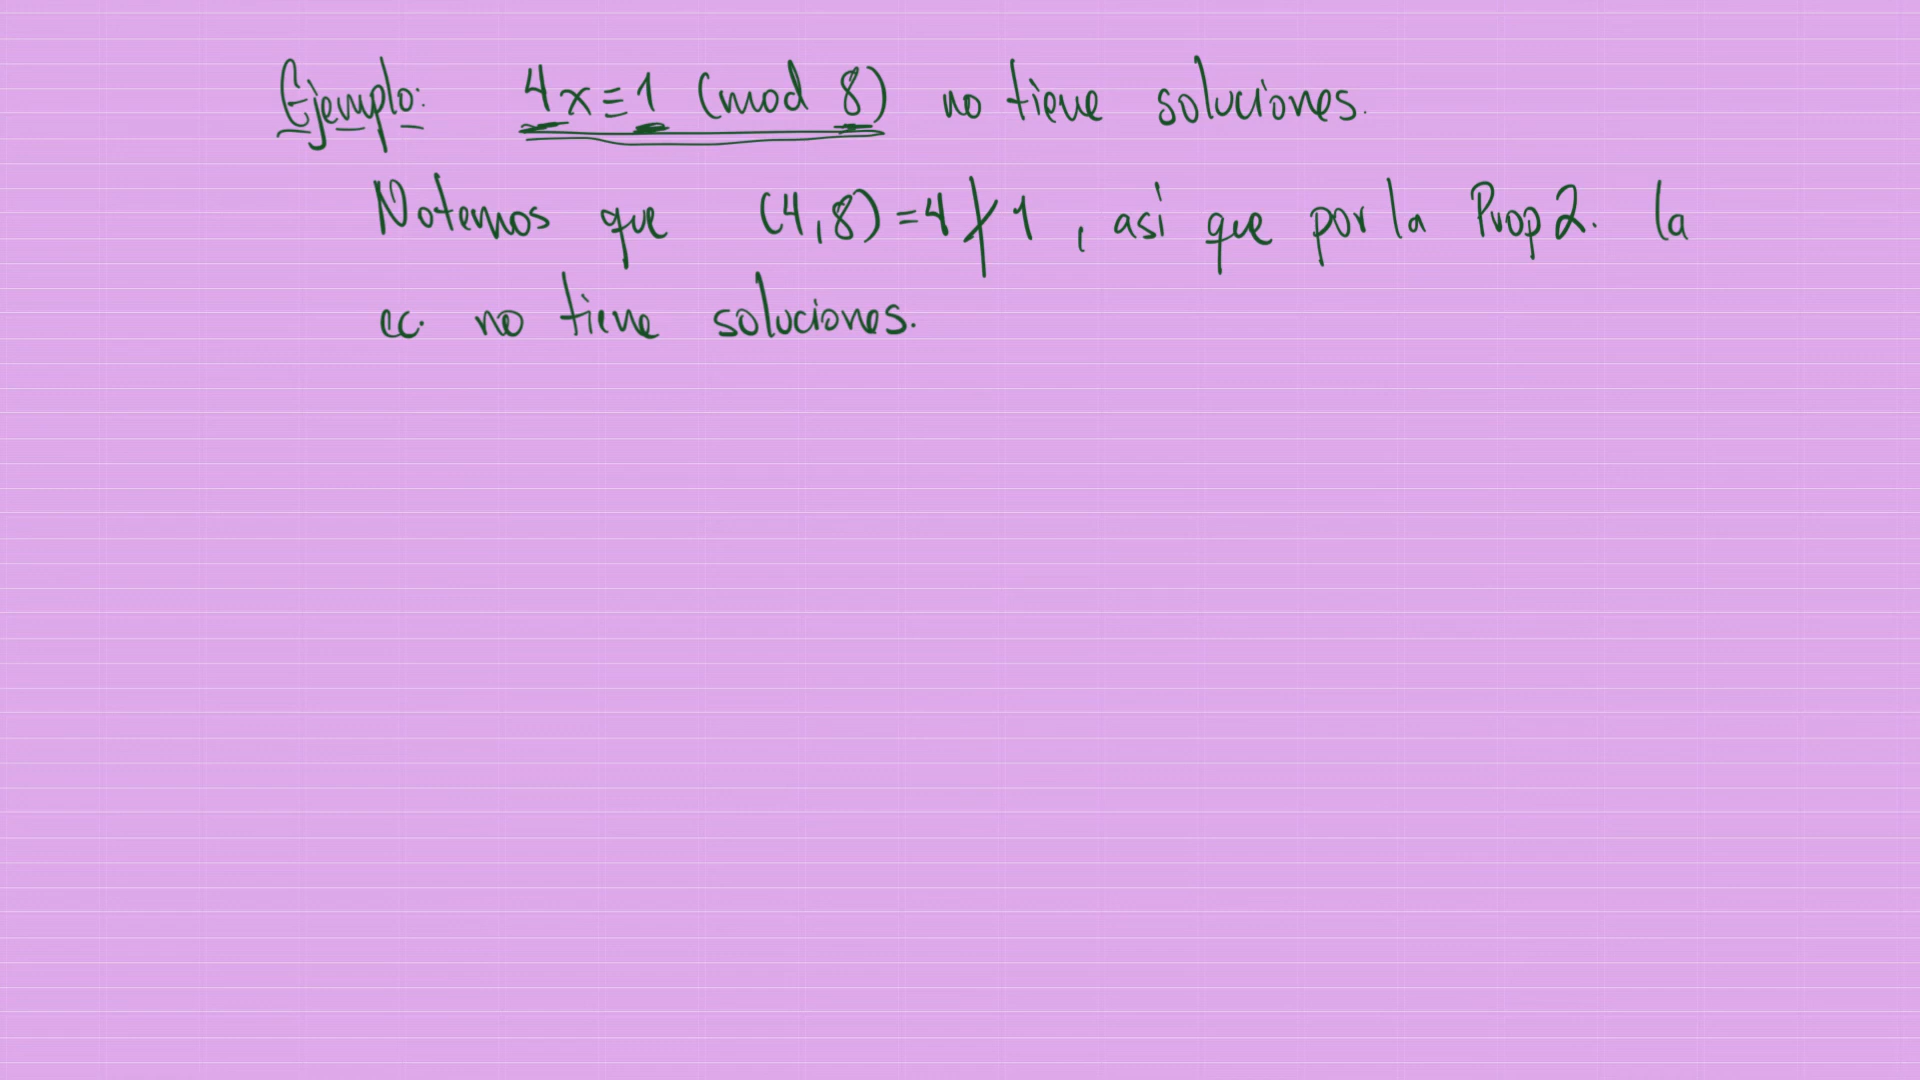 Ejemplo: 4x≡1 (mod 8) no tiene soluciones.
Notemos que (4,8)=4∤1, así que por la Prop 2. la
ec. no tiene soluciones.